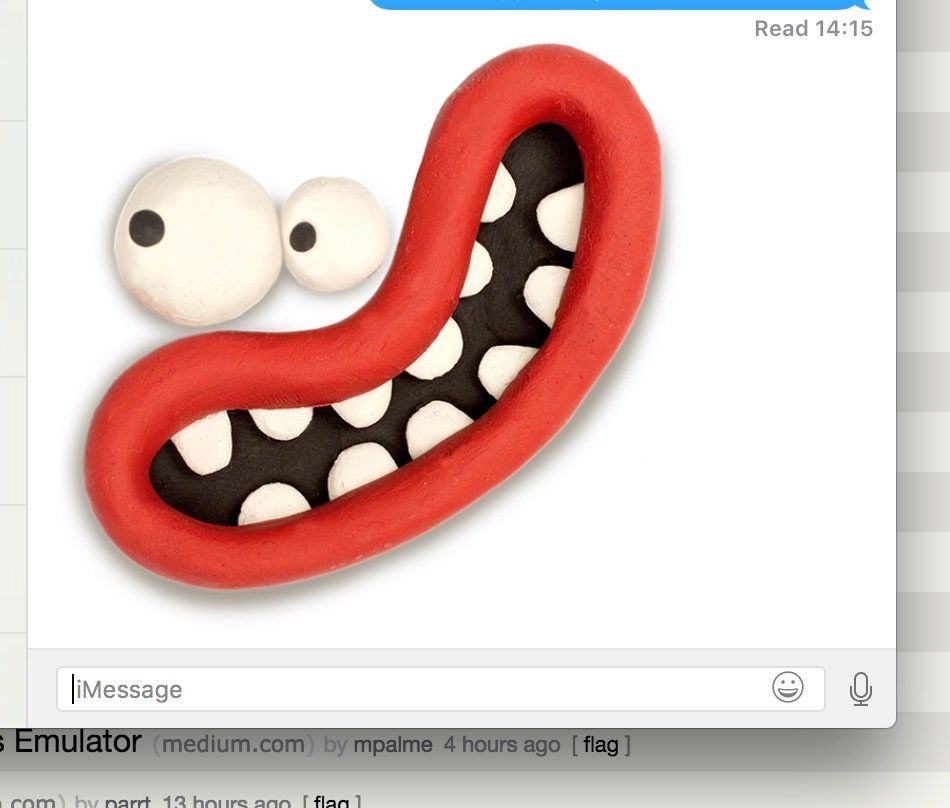 Read 14:15
iMessage
s Emulator (medium.com) by mpalme 4 hours ago [ flag ]
.com) by parrt 13 hours ago [ flag ]